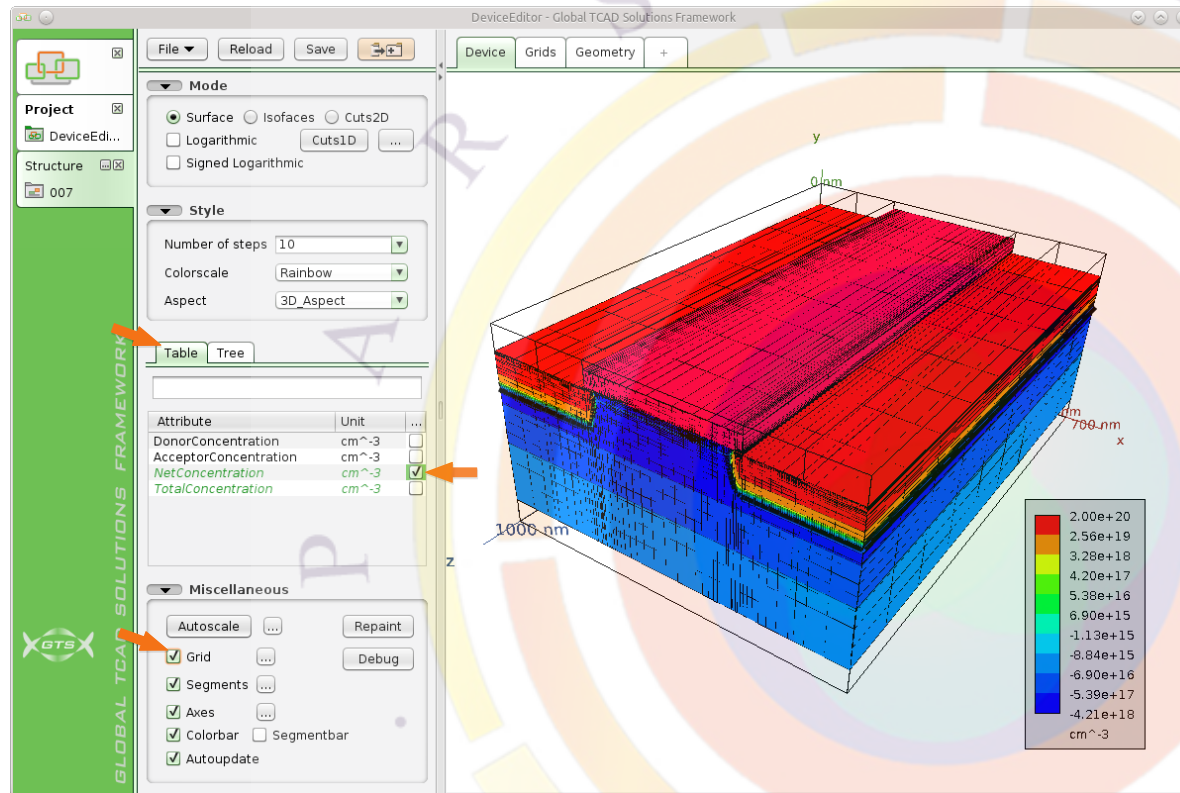 DeviceEditor - Global TCAD Solutions Framework
File Reload Save
Device Grids Geometry +
Project
DeviceEdi...
Structure ...
007
GLOBAL TCAD SOLUTIONS FRAMEWORK
GTS
Mode
Surface Isofaces Cuts2D
Logarithmic Cuts1D ...
Signed Logarithmic
Style
Number of steps 10
Colorscale Rainbow
Aspect 3D_Aspect
Table Tree
Attribute Unit ...
DonorConcentration cm^-3
AcceptorConcentration cm^-3
NetConcentration cm^-3
TotalConcentration cm^-3
Miscellaneous
Autoscale ... Repaint
Grid ... Debug
Segments ...
Axes ...
Colorbar Segmentbar
Autoupdate
y
0 nm
nm
700 nm
x
1000 nm
z
2.00e+20
2.56e+19
3.28e+18
4.20e+17
5.38e+16
6.90e+15
-1.13e+15
-8.84e+15
-6.90e+16
-5.39e+17
-4.21e+18
cm^-3
P A R S